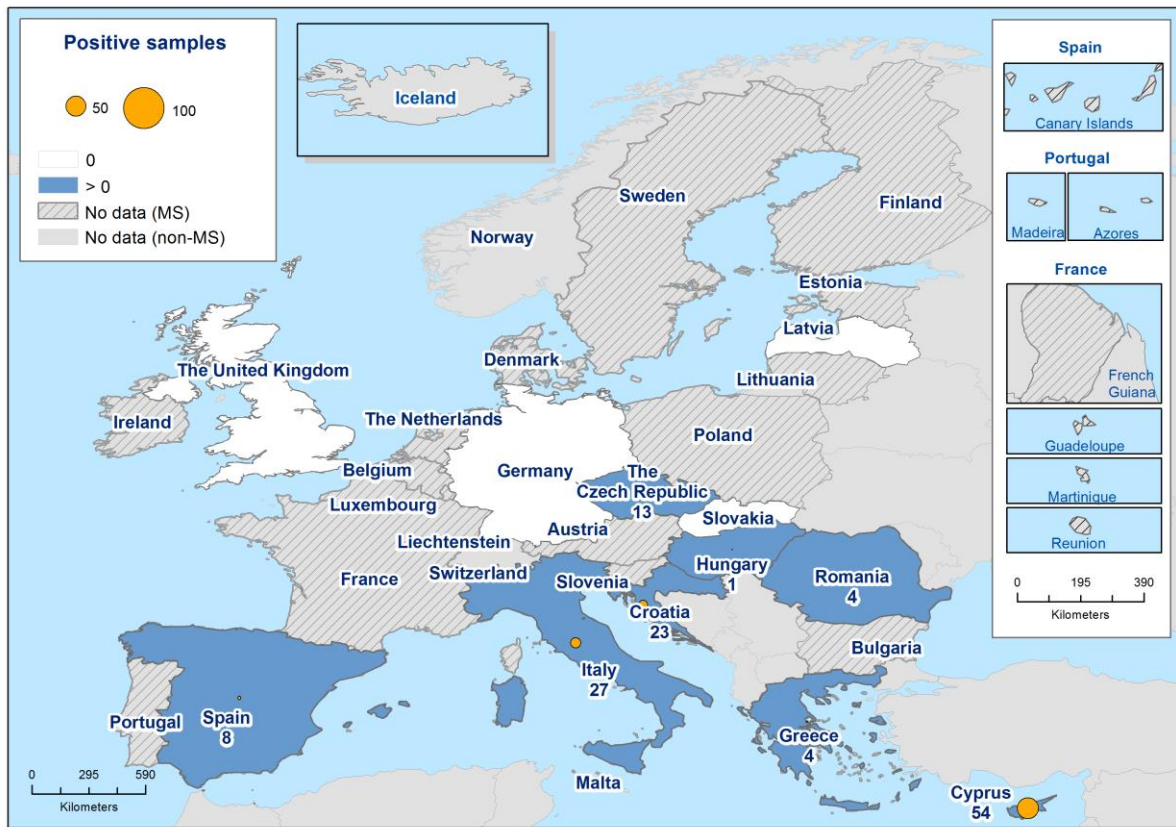 Positive samples
50
100
0
> 0
No data (MS)
No data (non-MS)
Iceland
Spain
Canary Islands
Portugal
Madeira
Azores
France
French
Guiana
Guadeloupe
Martinique
Reunion
0 195 390
Kilometers
Sweden
Finland
Norway
Estonia
Latvia
Denmark
Lithuania
The United Kingdom
Ireland
The Netherlands
Poland
Belgium
Germany
The
Czech Republic
13
Luxembourg
Slovakia
Austria
Liechtenstein
Hungary
1
France
Switzerland
Slovenia
Romania
4
Croatia
23
Bulgaria
Italy
27
Portugal
Spain
8
Greece
4
Malta
Cyprus
54
0 295 590
Kilometers